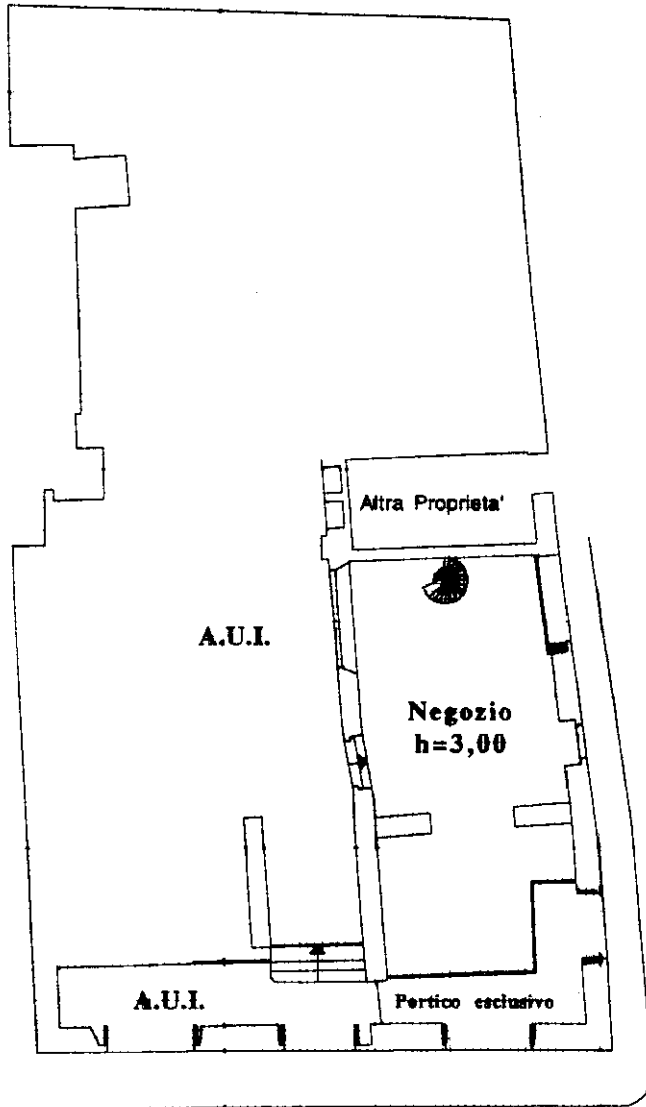 Altra Proprieta'
A.U.I.
Negozio
h=3,00
A.U.I.
Portico esclusivo